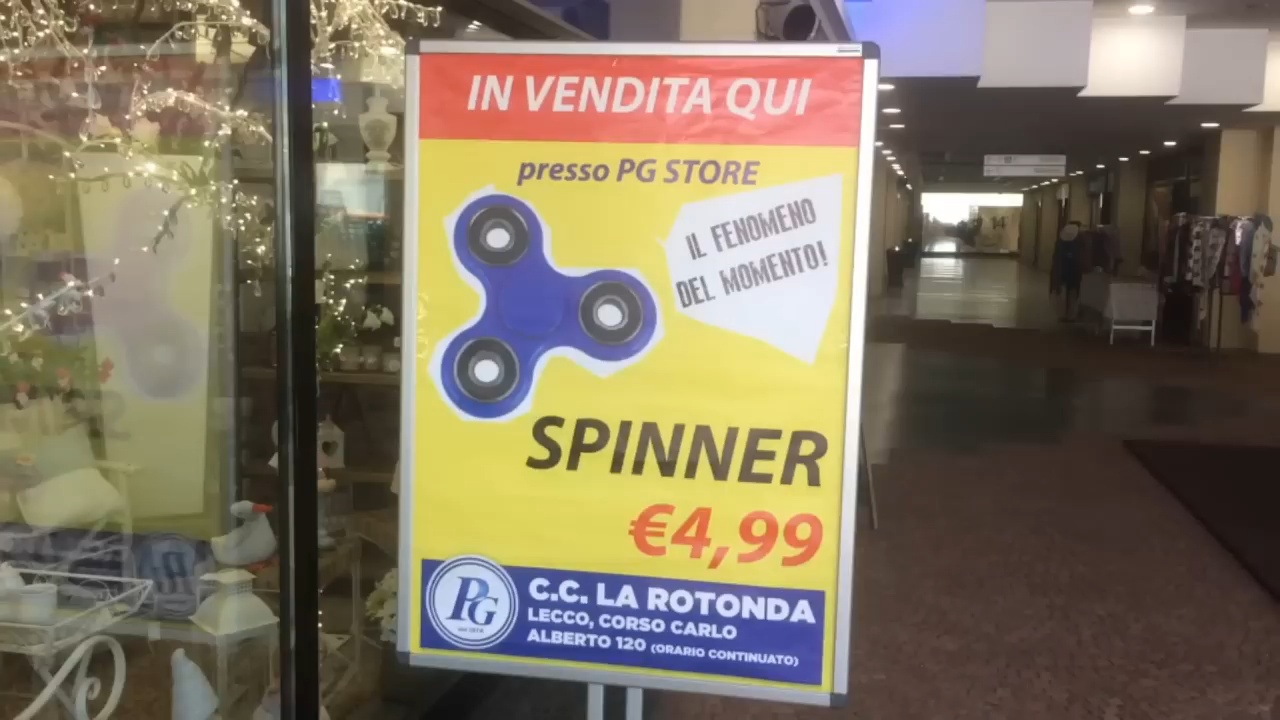 IN VENDITA QUI
presso PG STORE
IL FENOMENO
DEL MOMENTO!
SPINNER
€4,99
PG
C.C. LA ROTONDA
LECCO, CORSO CARLO
ALBERTO 120 (ORARIO CONTINUATO)